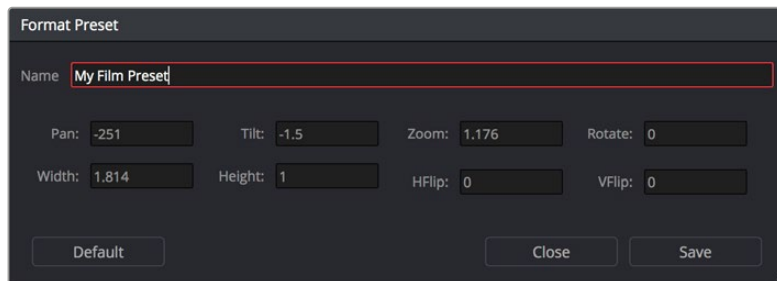 Format Preset
Name My Film Preset
Pan: -251 Tilt: -1.5 Zoom: 1.176 Rotate: 0
Width: 1.814 Height: 1 HFlip: 0 VFlip: 0
Default Close Save